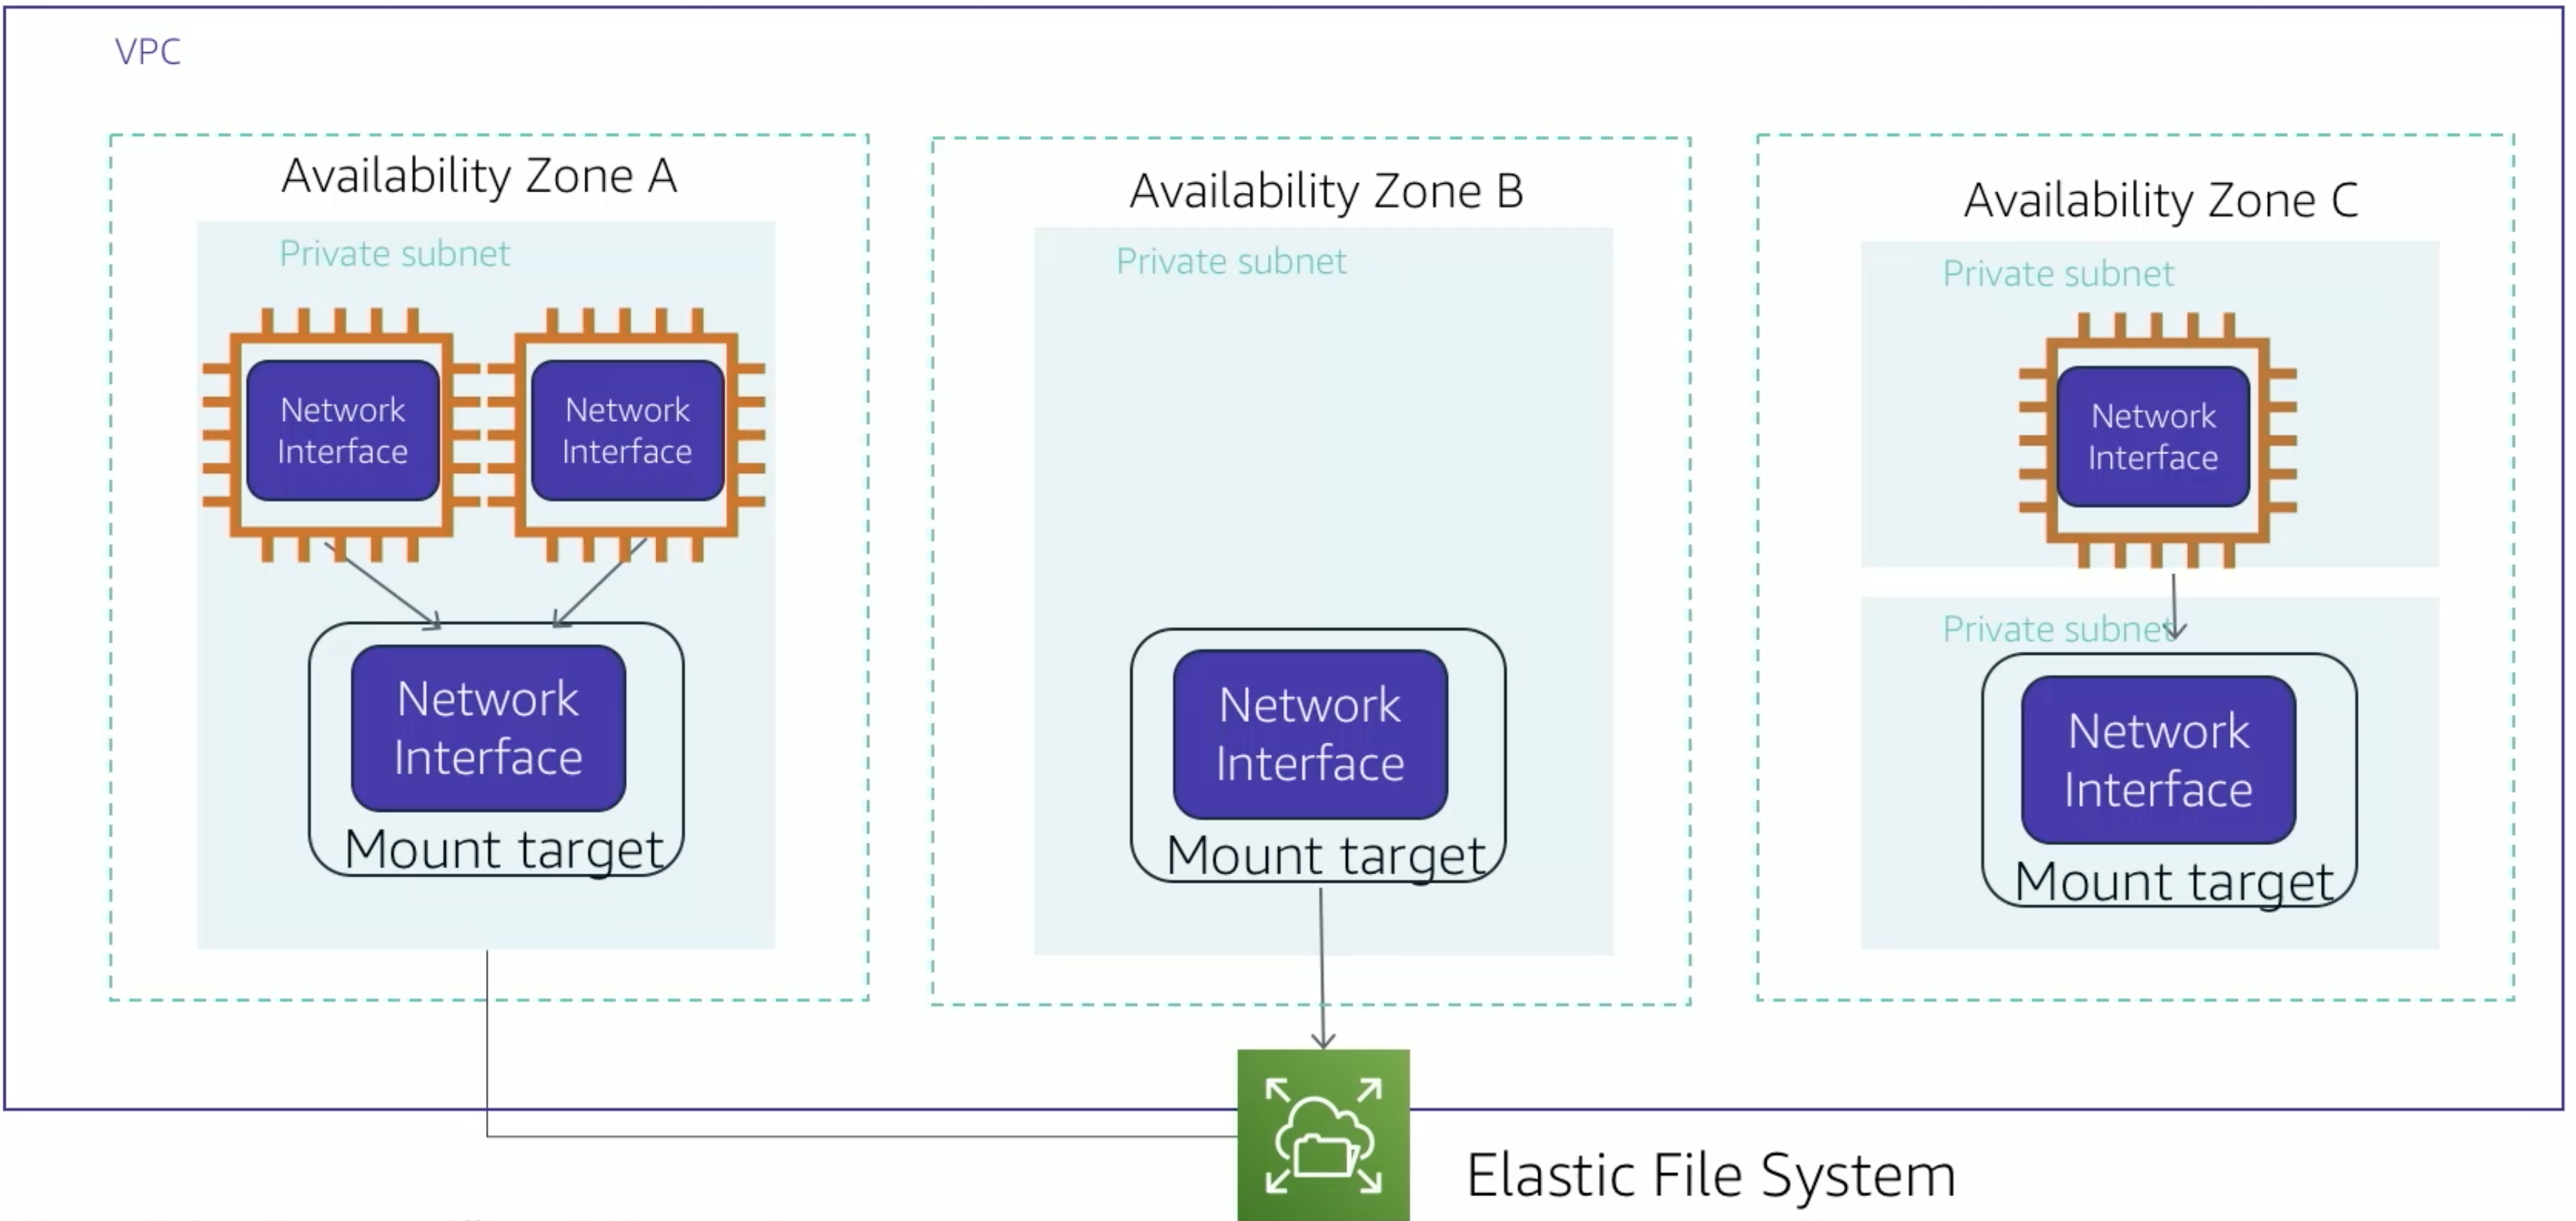 VPC
Availability Zone A
Private subnet
Network
Interface
Network
Interface
Network
Interface
Mount target
Availability Zone B
Private subnet
Network
Interface
Mount target
Availability Zone C
Private subnet
Network
Interface
Private subnet
Network
Interface
Mount target
Elastic File System